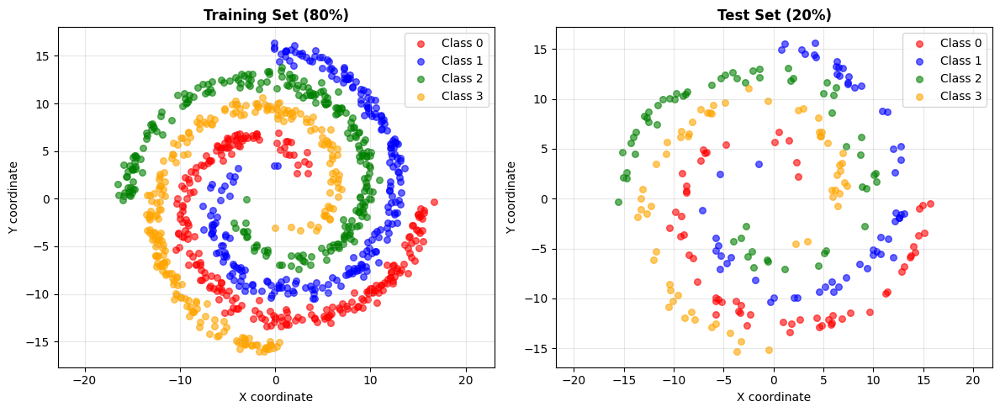 Training Set (80%)
Y coordinate
15
10
5
0
−5
−10
−15
−20
−10
0
10
20
X coordinate
Class 0
Class 1
Class 2
Class 3
Test Set (20%)
Y coordinate
15
10
5
0
−5
−10
−15
−20
−15
−10
−5
0
5
10
15
20
X coordinate
Class 0
Class 1
Class 2
Class 3